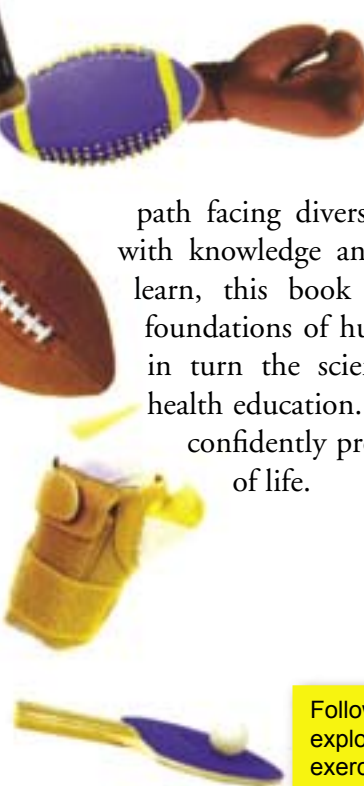 path facing divers
with knowledge an
learn, this book
foundations of hu
in turn the scien
health education.
confidently pr
of life.
Follow
explo
exerc